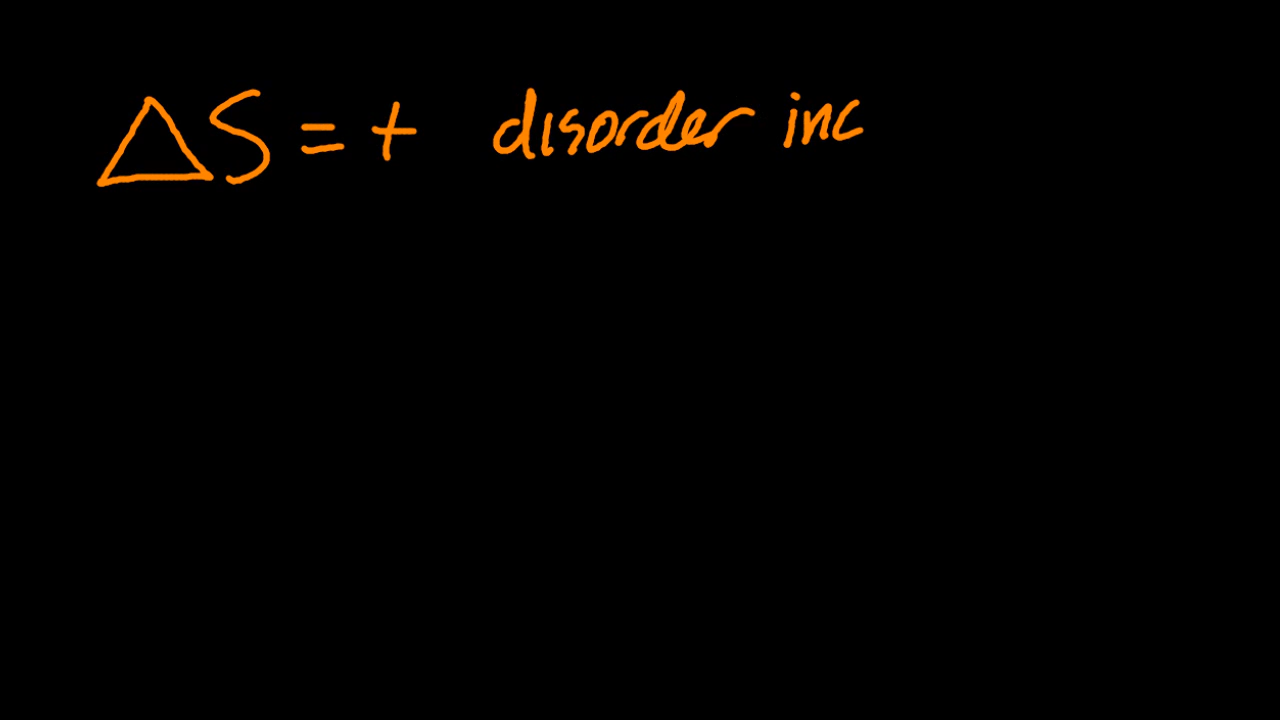 ΔS = + disorder inc